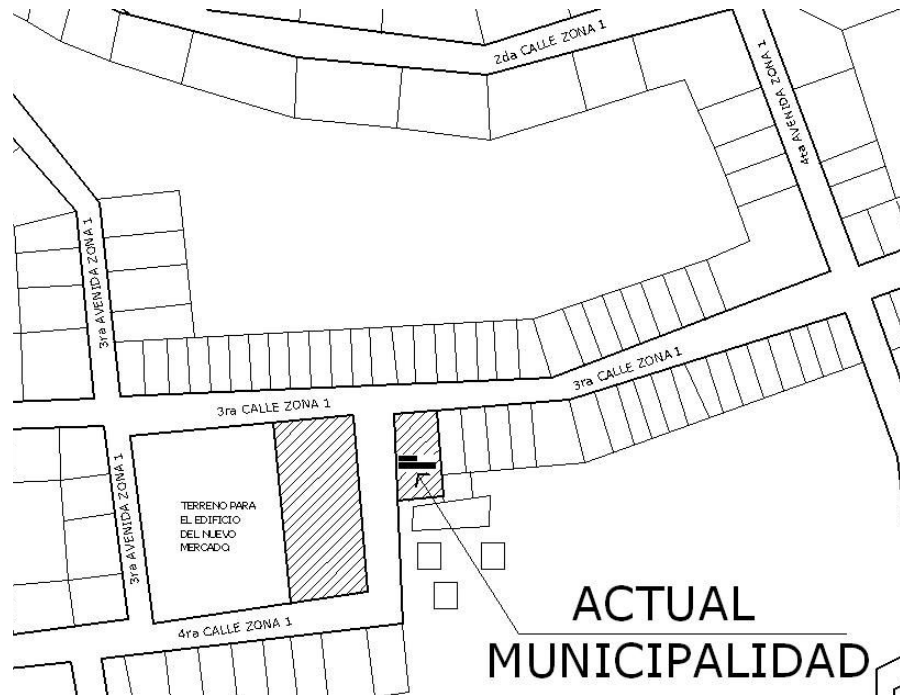 2da CALLE ZONA 1
4ta AVENIDA ZONA 1
3ra AVENIDA ZONA 1
3ra CALLE ZONA 1
3ra CALLE ZONA 1
3ra AVENIDA ZONA 1
TERRENO PARA
EL EDIFICIO
DEL NUEVO
MERCADO.
4ra CALLE ZONA 1
ACTUAL
MUNICIPALIDAD